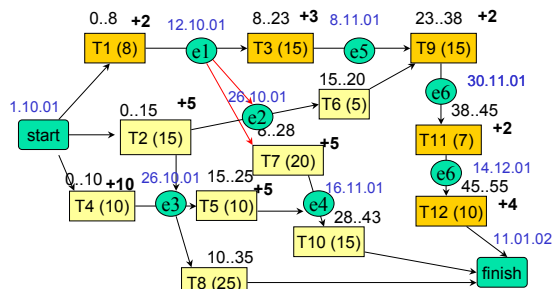 0..8 +2 12.10.01 8..23 +3 8.11.01 23..38 +2
T1 (8) e1 T3 (15) e5 T9 (15)
1.10.01 26.10.01 15..20 e6 30.11.01
0..15 +5 e2 T6 (5) 38..45
start T2 (15) 8..28 +5 T11 (7) +2
T7 (20)
0..10 +10 26.10.01 15..25 +5 16.11.01 e6 14.12.01
T4 (10) e3 T5 (10) e4 45..55
28..43 T12 (10) +4
T10 (15) 11.01.02
10..35 finish
T8 (25)